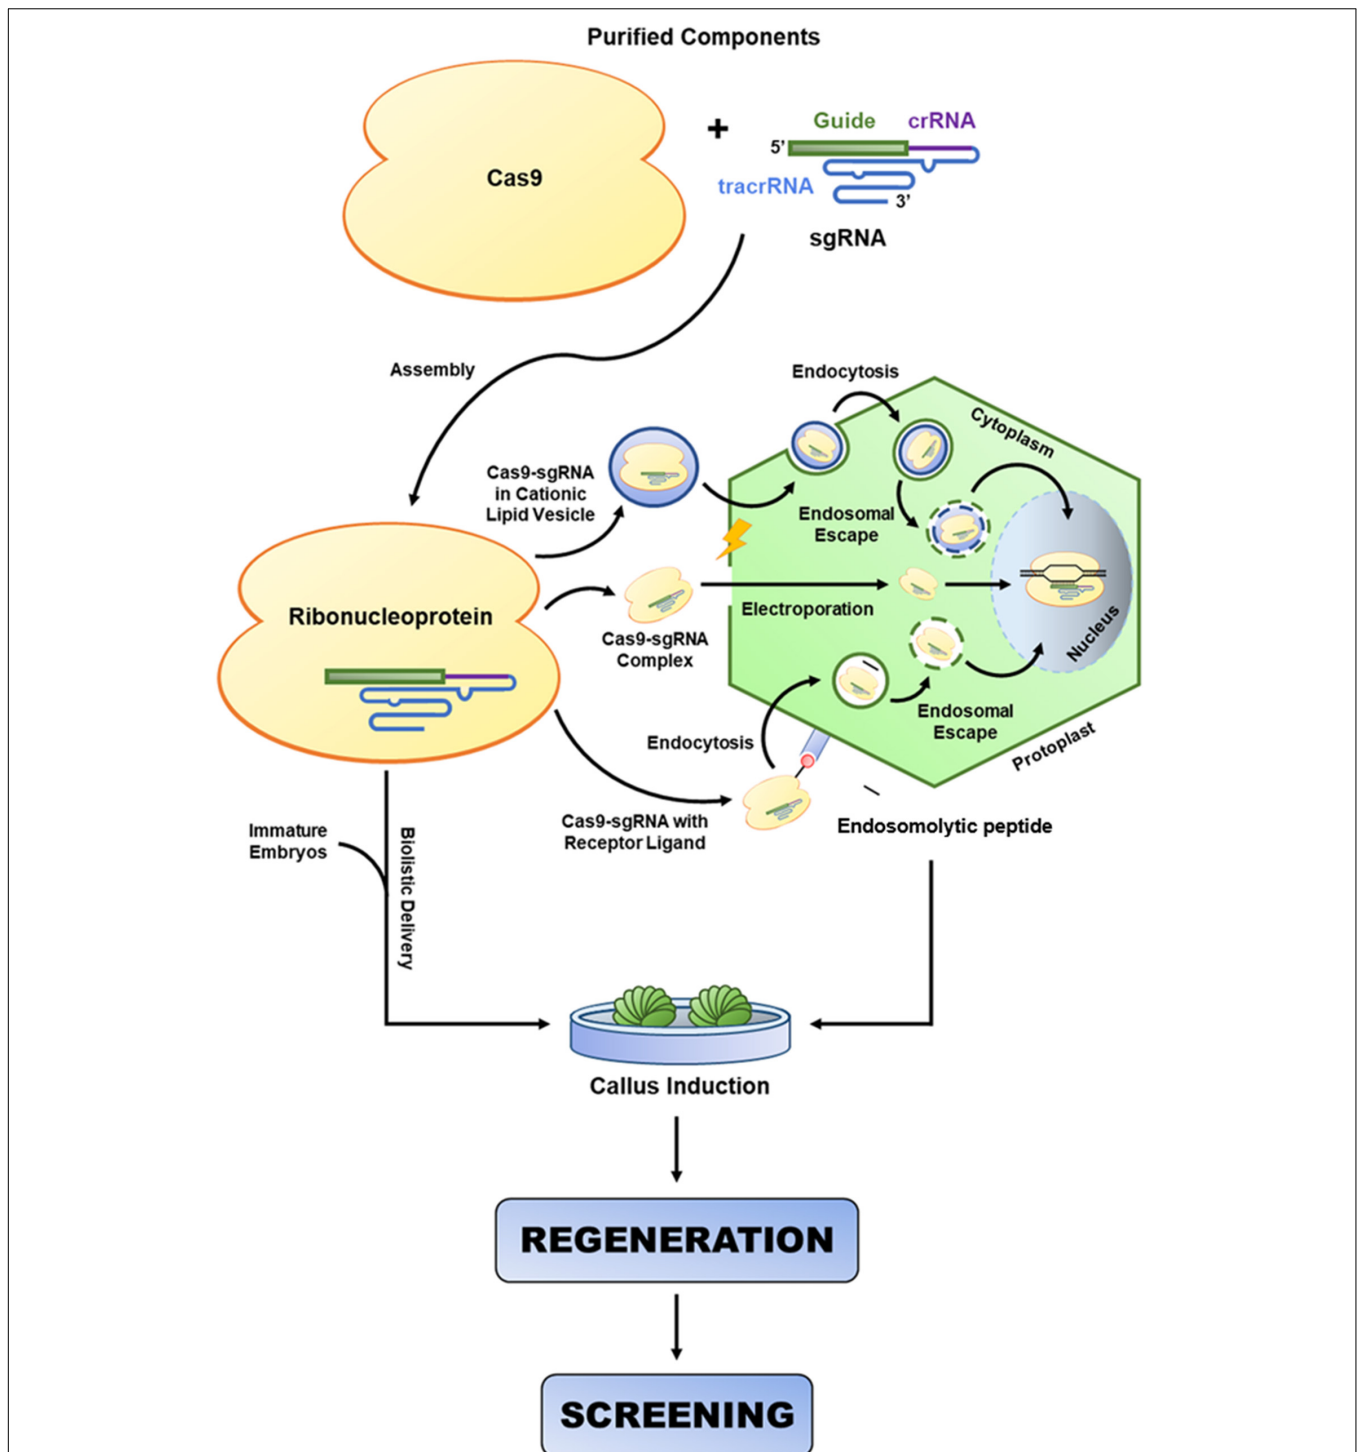 Purified Components
Cas9
+
Guide crRNA
5’
tracrRNA
3’
sgRNA
Assembly
Endocytosis
Cytoplasm
Cas9-sgRNA
in Cationic
Lipid Vesicle
Endosomal
Escape
Ribonucleoprotein
Electroporation
Cas9-sgRNA
Complex
Nucleus
Endosomal
Escape
Endocytosis
Protoplast
Cas9-sgRNA with
Receptor Ligand
Endosomolytic peptide
Immature
Embryos
Biolistic Delivery
Callus Induction
REGENERATION
SCREENING